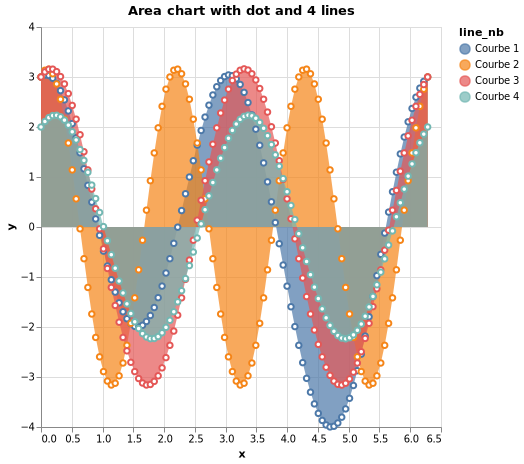 Area chart with dot and 4 lines
line_nb
Courbe 1
Courbe 2
Courbe 3
Courbe 4
y
4
3
2
1
0
−1
−2
−3
−4
0.0 0.5 1.0 1.5 2.0 2.5 3.0 3.5 4.0 4.5 5.0 5.5 6.0 6.5
x